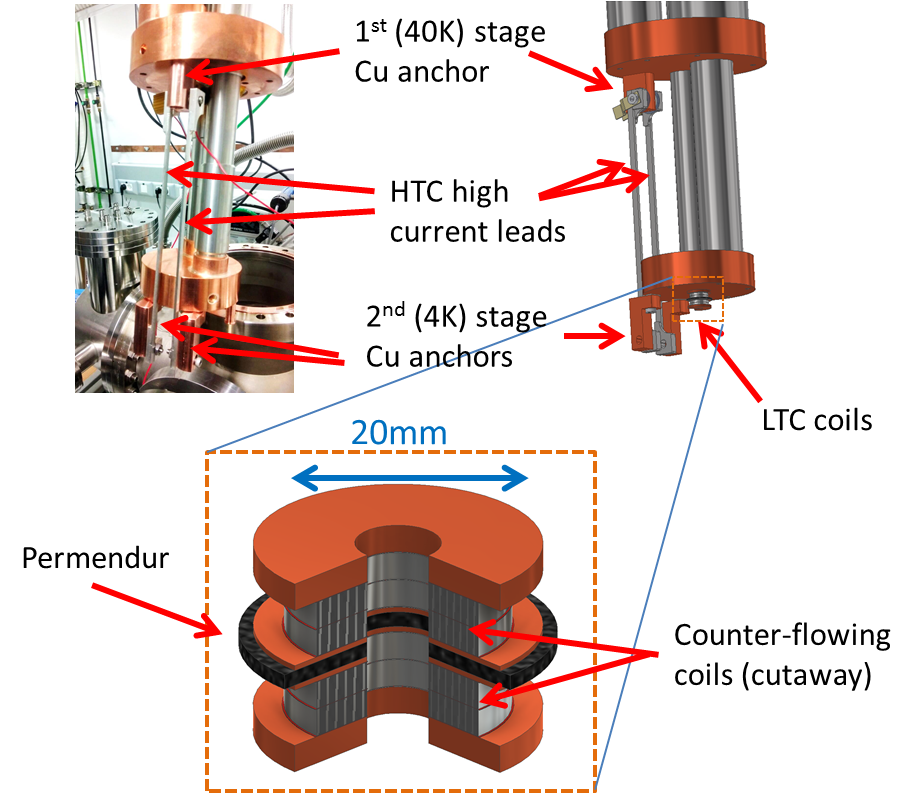 1st (40K) stage
Cu anchor
HTC high
current leads
2nd (4K) stage
Cu anchors
LTC coils
20mm
Permendur
Counter-flowing
coils (cutaway)